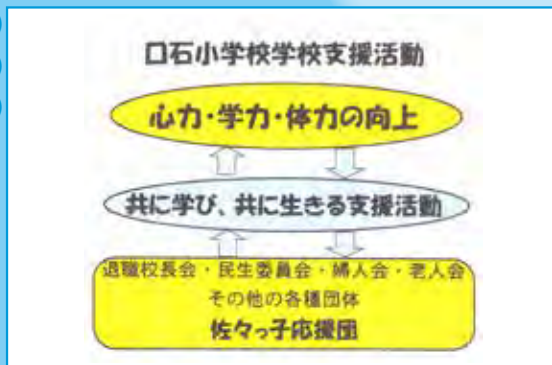 口石小学校学校支援活動
心力・学力・体力の向上
共に学び、共に生きる支援活動
退職校長会・民生委員会・婦人会・老人会
その他の各種団体
佐々っ子応援団